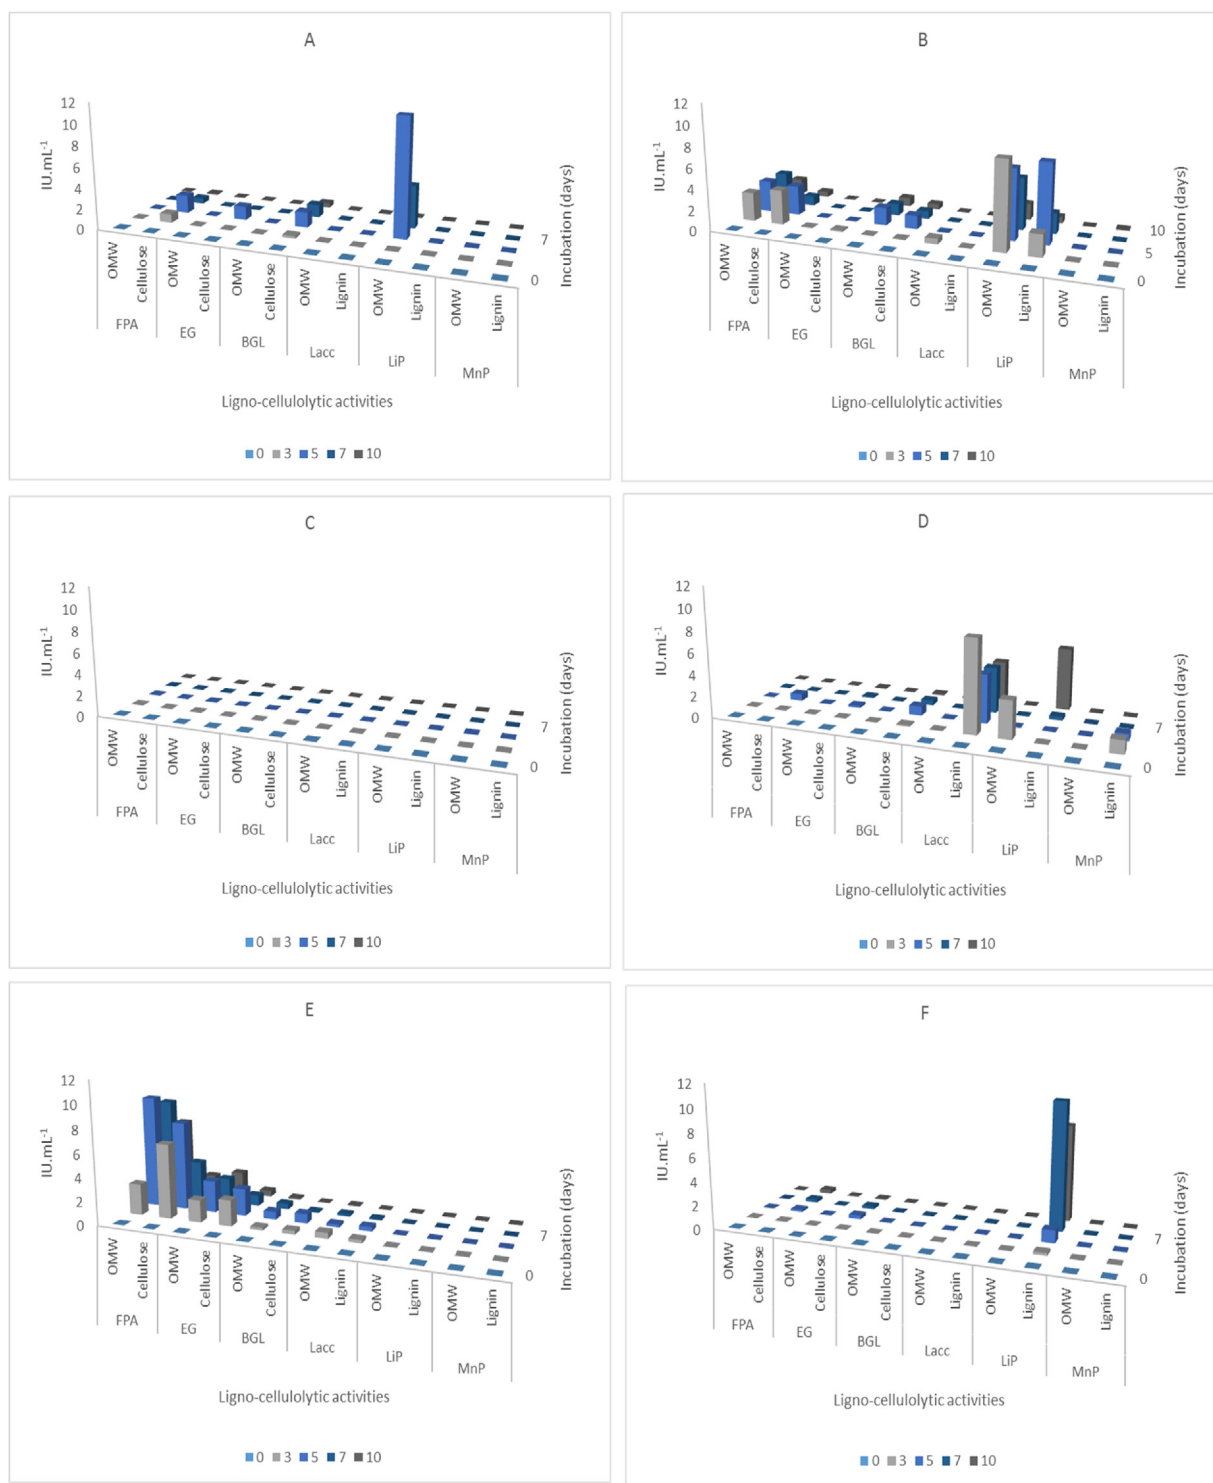 A
IU.mL-1
12
10
8
6
4
2
0
OMW
Cellulose
OMW
Cellulose
OMW
Cellulose
OMW
Lignin
OMW
Lignin
OMW
Lignin
FPA
EG
BGL
Lacc
LiP
MnP
0
7
Incubation (days)
Ligno-cellulolytic activities
0 3 5 7 10
B
IU.mL-1
12
10
8
6
4
2
0
OMW
Cellulose
OMW
Cellulose
OMW
Cellulose
OMW
Lignin
OMW
Lignin
OMW
Lignin
FPA
EG
BGL
Lacc
LiP
MnP
0
5
10
Incubation (days)
Ligno-cellulolytic activities
0 3 5 7 10
C
IU.mL-1
12
10
8
6
4
2
0
OMW
Cellulose
OMW
Cellulose
OMW
Cellulose
OMW
Lignin
OMW
Lignin
OMW
Lignin
FPA
EG
BGL
Lacc
LiP
MnP
0
7
Incubation (days)
Ligno-cellulolytic activities
0 3 5 7 10
D
IU.mL-1
12
10
8
6
4
2
0
OMW
Cellulose
OMW
Cellulose
OMW
Cellulose
OMW
Lignin
OMW
Lignin
OMW
Lignin
FPA
EG
BGL
Lacc
LiP
MnP
0
7
Incubation (days)
Ligno-cellulolytic activities
0 3 5 7 10
E
IU.mL-1
12
10
8
6
4
2
0
OMW
Cellulose
OMW
Cellulose
OMW
Cellulose
OMW
Lignin
OMW
Lignin
OMW
Lignin
FPA
EG
BGL
Lacc
LiP
MnP
0
7
Incubation (days)
Ligno-cellulolytic activities
0 3 5 7 10
F
IU.mL-1
12
10
8
6
4
2
0
OMW
Cellulose
OMW
Cellulose
OMW
Cellulose
OMW
Lignin
OMW
Lignin
OMW
Lignin
FPA
EG
BGL
Lacc
LiP
MnP
0
7
Incubation (days)
Ligno-cellulolytic activities
0 3 5 7 10